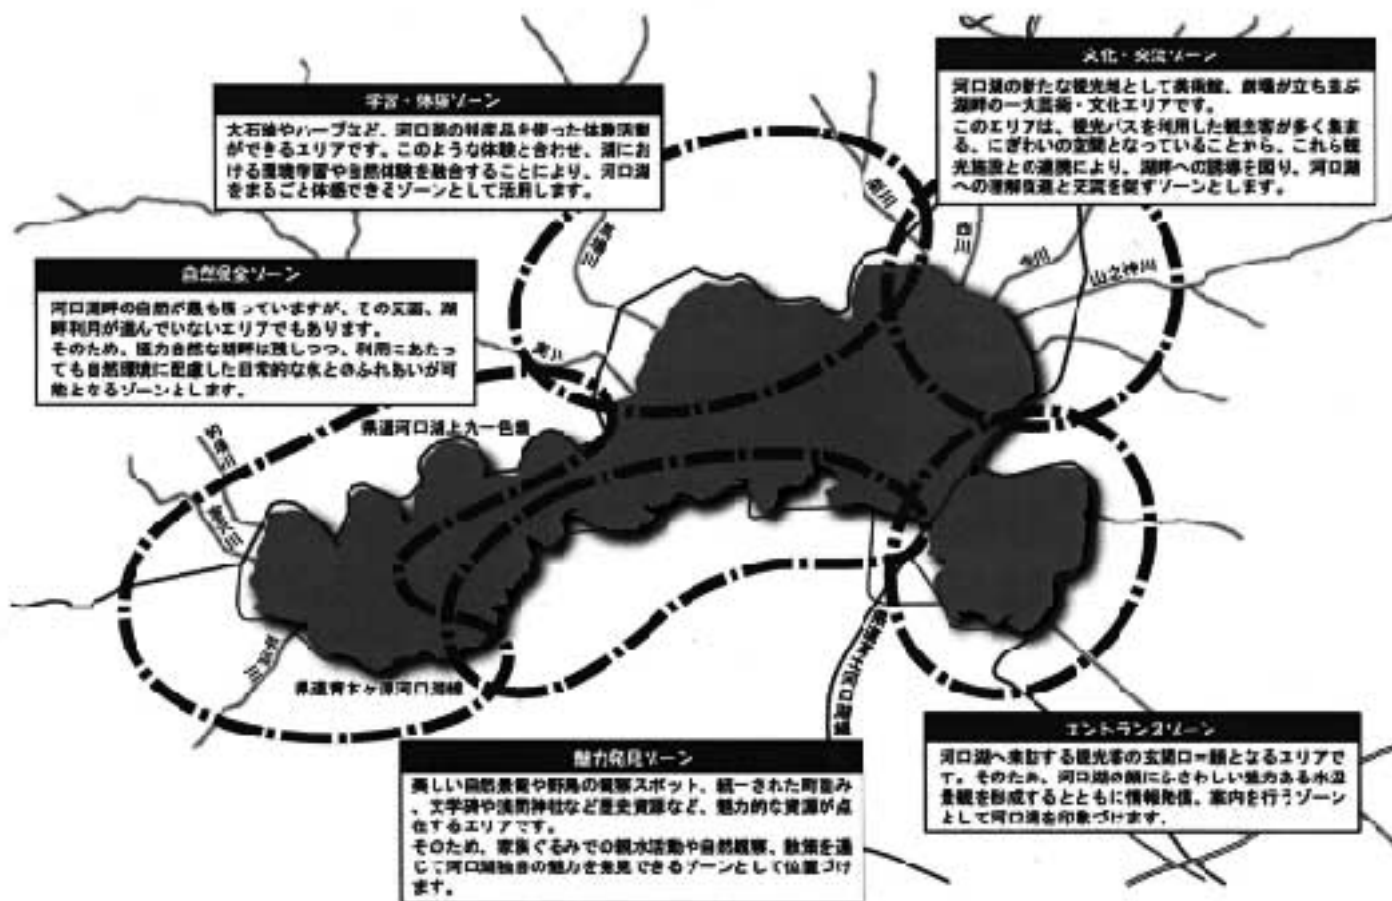 学習・体験ゾーン
大石紬やハーブなど、河口湖の特産品を使った体験活動
ができるエリアです。このような体験と合わせ、湖にお
ける環境学習や自然体験を融合することにより、河口湖
をまるごと体感できるゾーンとして活用します。
文化・交流ゾーン
河口湖の新たな観光地として美術館、劇場が立ち並ぶ
湖畔の一大芸術・文化エリアです。
このエリアは、観光バスを利用した観光客が多く集ま
る、にぎわいの空間となっていることから、これら観
光施設との連携により、湖畔への誘導を図り、河口湖
への理解促進と交流を促すゾーンとします。
自然保全ゾーン
河口湖畔の自然が最も残っていますが、その反面、湖
畔利用が進んでいないエリアでもあります。
そのため、極力自然な湖畔は残しつつ、利用にあたっ
ても自然環境に配慮した日常的な水とのふれあいが可
能となるゾーンとします。
西川
寺川
山之神川
県道河口湖上九一色線
県道青木ヶ原河口湖線
魅力発見ゾーン
美しい自然景観や野鳥の観察スポット、統一された町並み
、文学碑や浅間神社など歴史資源など、魅力的な資源が点
在するエリアです。
そのため、家族ぐるみでの親水活動や自然観察、散策を通
じて河口湖独自の魅力を発見できるゾーンとして位置づけ
ます。
エントランスゾーン
河口湖へ来訪する観光客の玄関口＝顔となるエリアで
す。そのため、河口湖の顔にふさわしい魅力ある水辺
景観を形成するとともに情報発信、案内を行うゾーン
として河口湖を印象づけます。